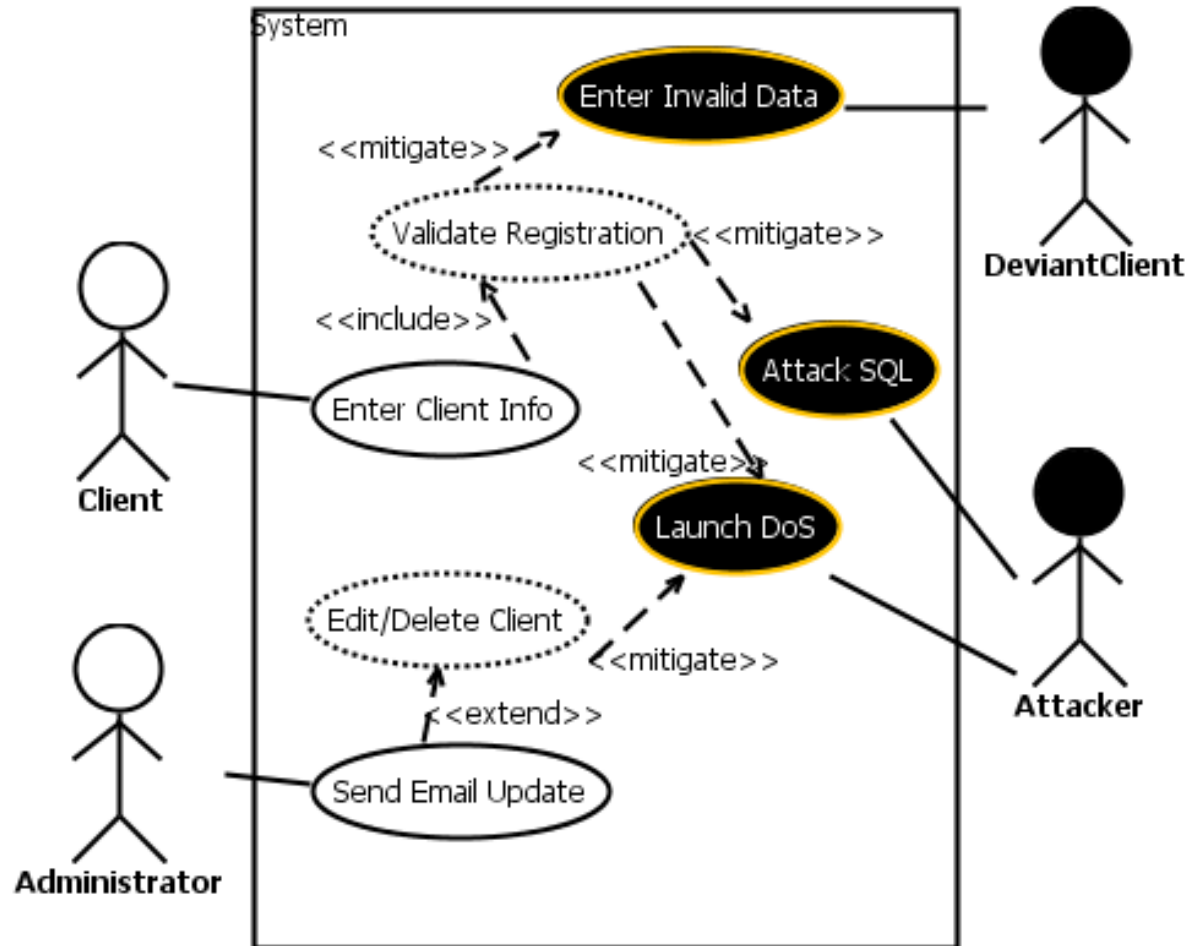 System
Enter Invalid Data
<<mitigate>>
Validate Registration
<<mitigate>>
DeviantClient
<<include>>
Attack SQL
Enter Client Info
<<mitigate>>
Client
Launch DoS
Edit/Delete Client
<<mitigate>>
Attacker
<<extend>>
Send Email Update
Administrator